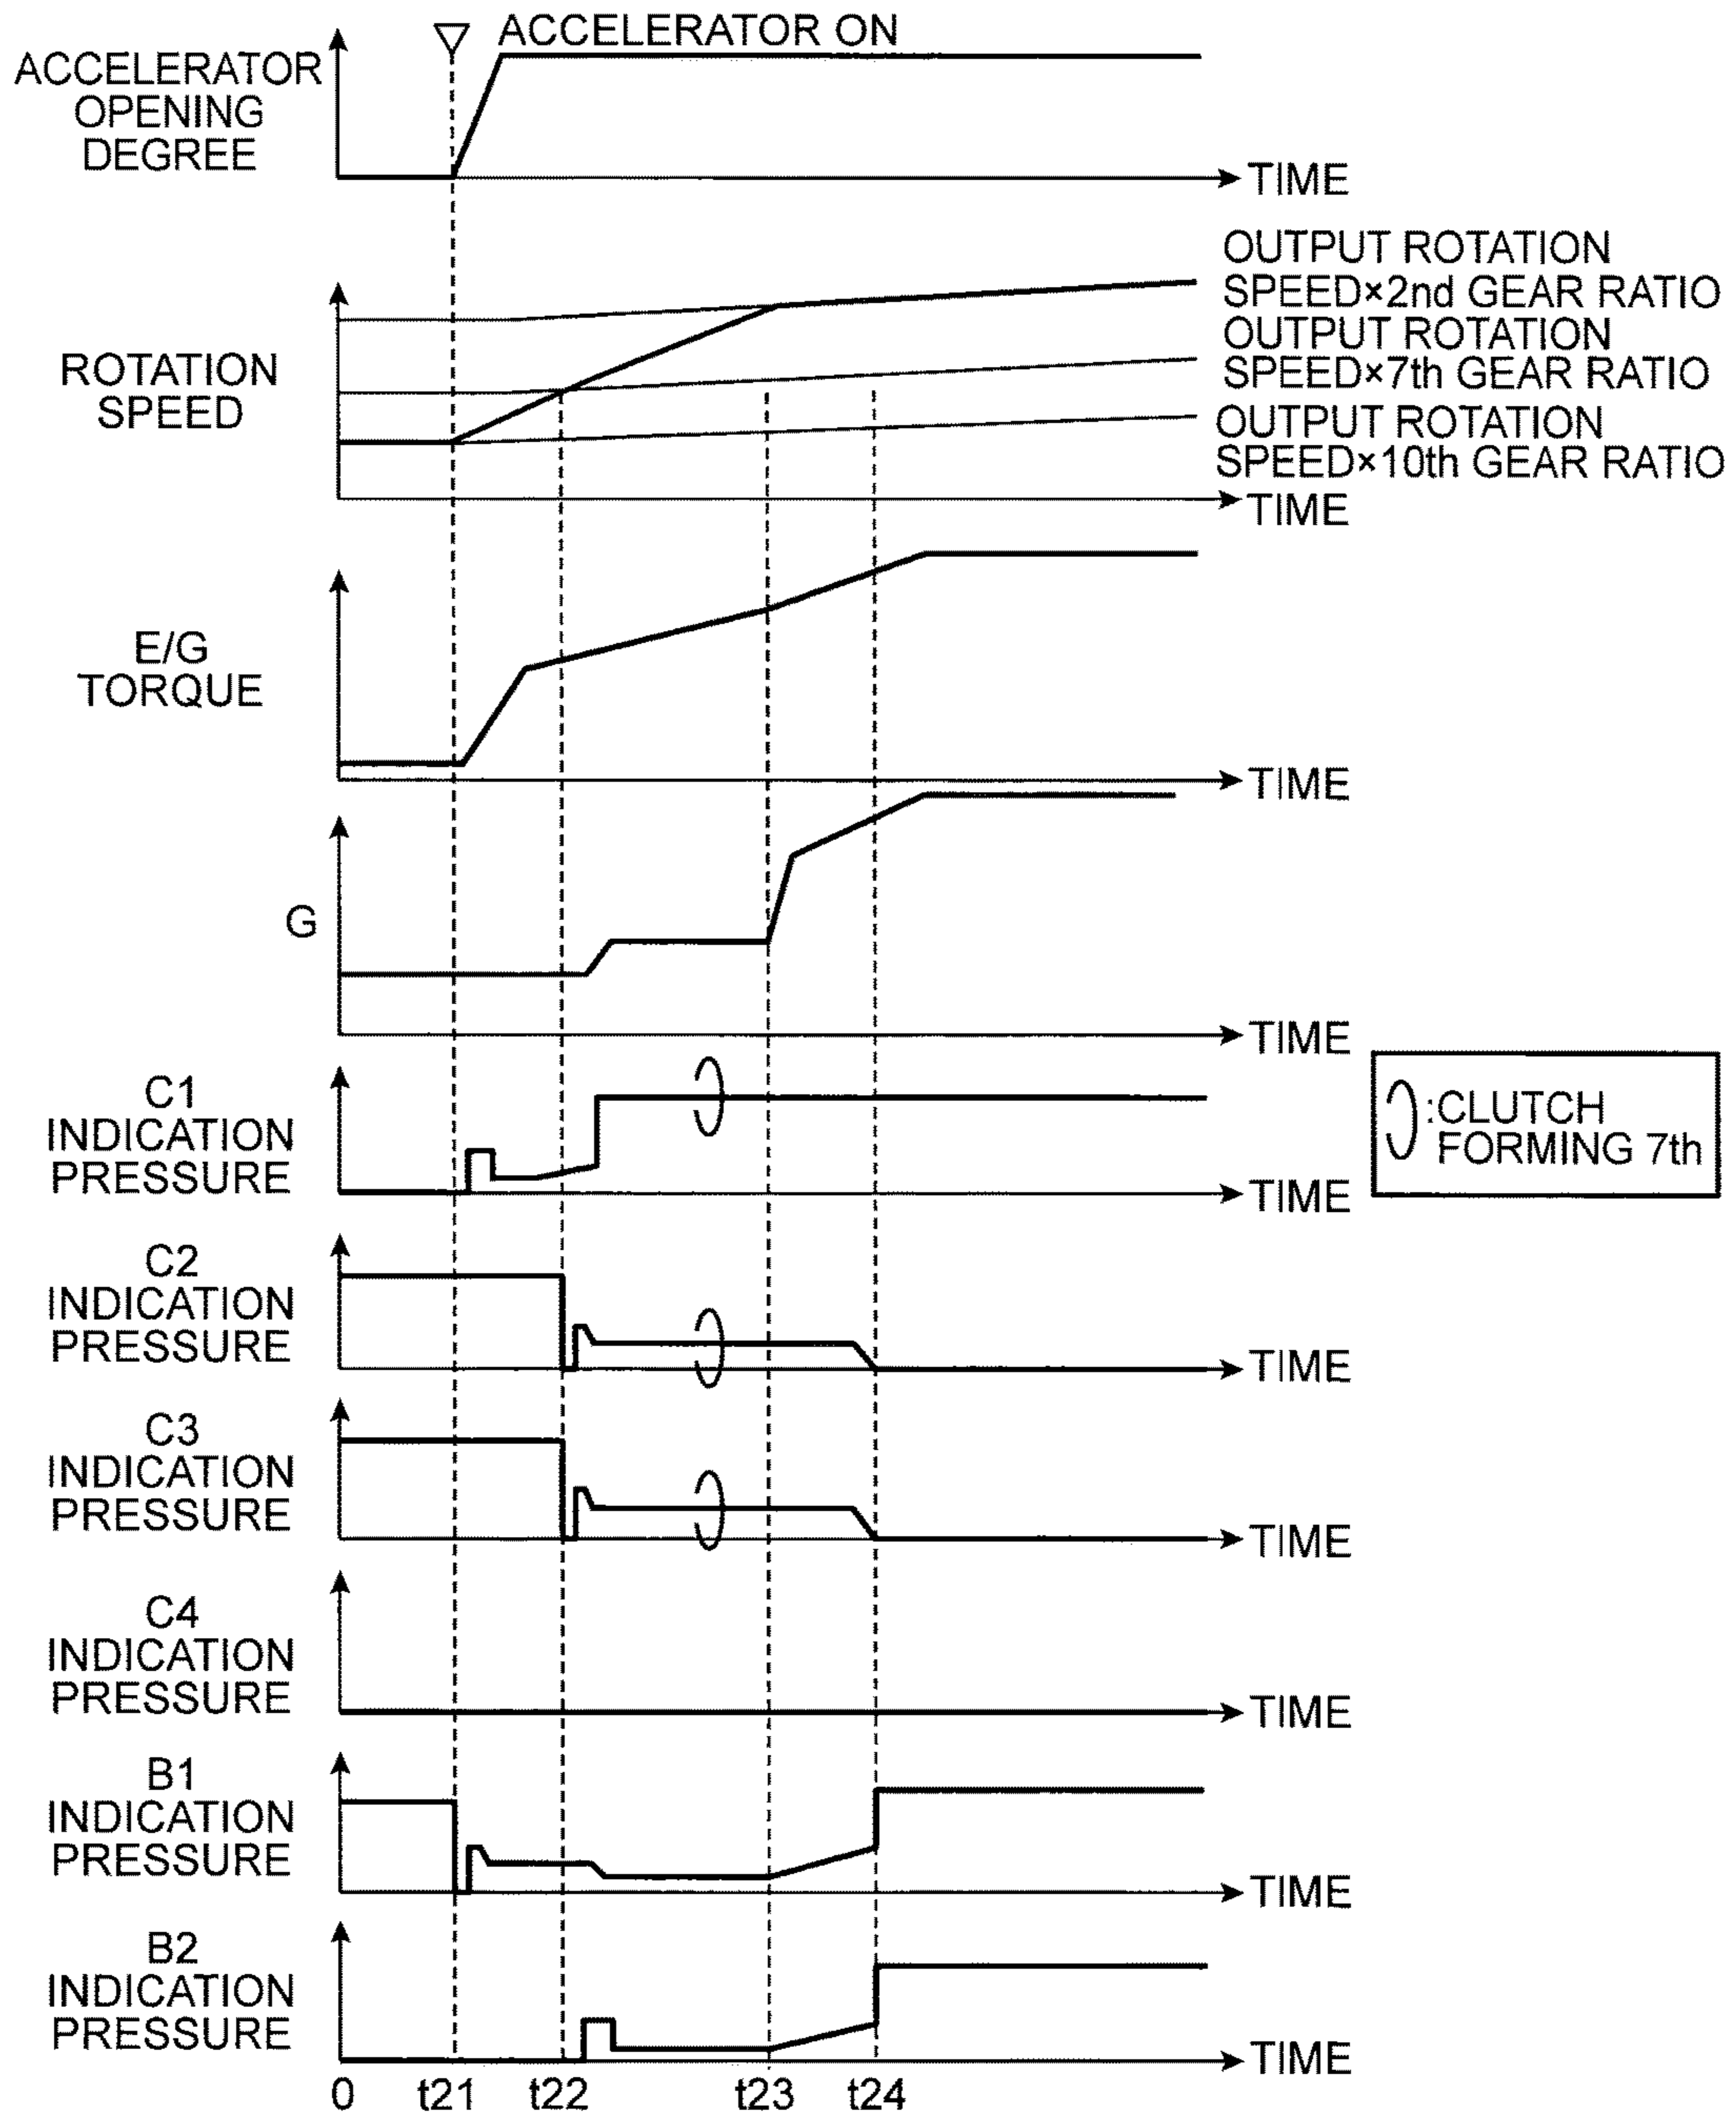 ACCELERATOR ON
ACCELERATOR
OPENING
DEGREE
TIME
OUTPUT ROTATION
SPEED×2nd GEAR RATIO
OUTPUT ROTATION
SPEED×7th GEAR RATIO
OUTPUT ROTATION
SPEED×10th GEAR RATIO
ROTATION
SPEED
TIME
E/G
TORQUE
TIME
G
TIME
C1
INDICATION
PRESSURE
TIME
:CLUTCH
FORMING 7th
C2
INDICATION
PRESSURE
TIME
C3
INDICATION
PRESSURE
TIME
C4
INDICATION
PRESSURE
TIME
B1
INDICATION
PRESSURE
TIME
B2
INDICATION
PRESSURE
TIME
0 t21 t22 t23 t24